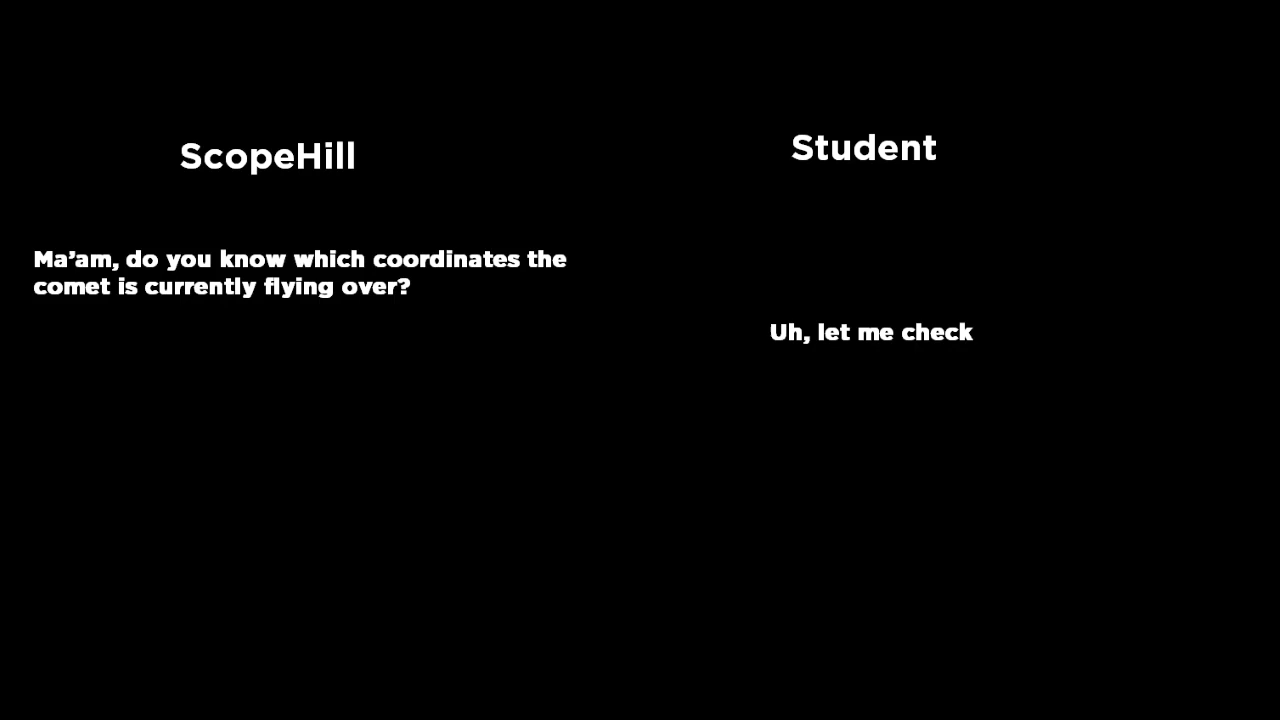 ScopeHill
Student
Ma’am, do you know which coordinates the
comet is currently flying over?
Uh, let me check